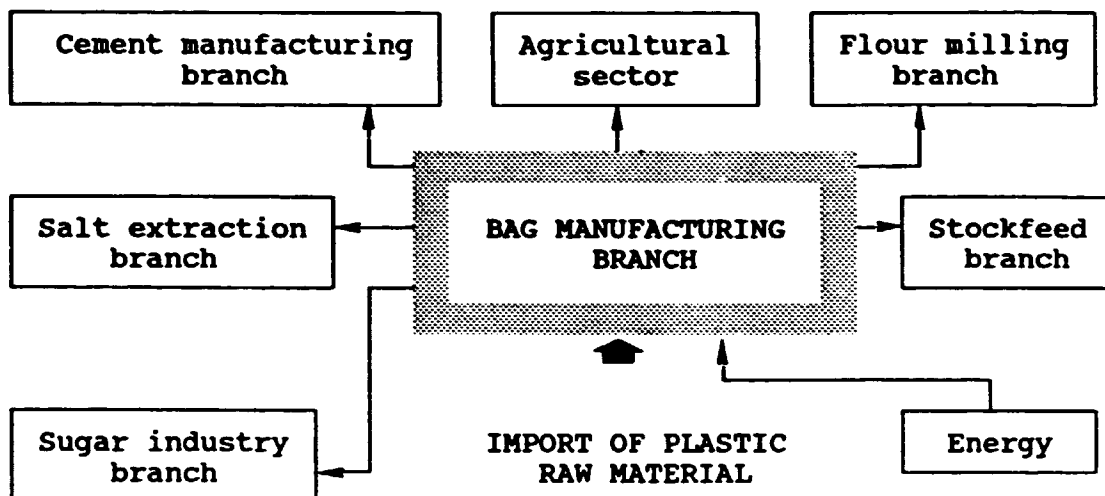 Cement manufacturing
branch
Agricultural
sector
Flour milling
branch
Salt extraction
branch
BAG MANUFACTURING
BRANCH
Stockfeed
branch
Sugar industry
branch
IMPORT OF PLASTIC
RAW MATERIAL
Energy